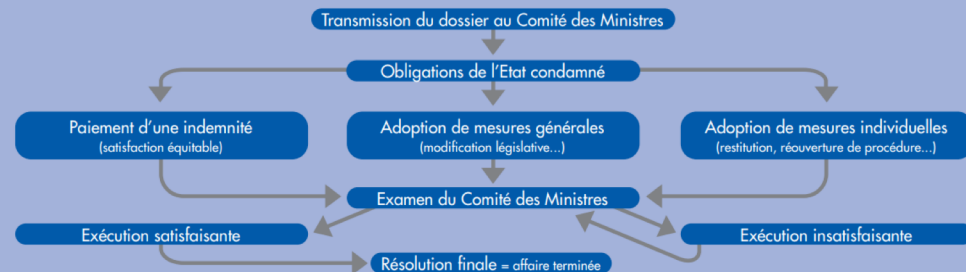 Transmission du dossier au Comité des Ministres
Obligations de l'Etat condamné
Paiement d'une indemnité
(satisfaction équitable)
Adoption de mesures générales
(modification législative...)
Adoption de mesures individuelles
(restitution, réouverture de procédure...)
Examen du Comité des Ministres
Exécution satisfaisante
Exécution insatisfaisante
Résolution finale = affaire terminée